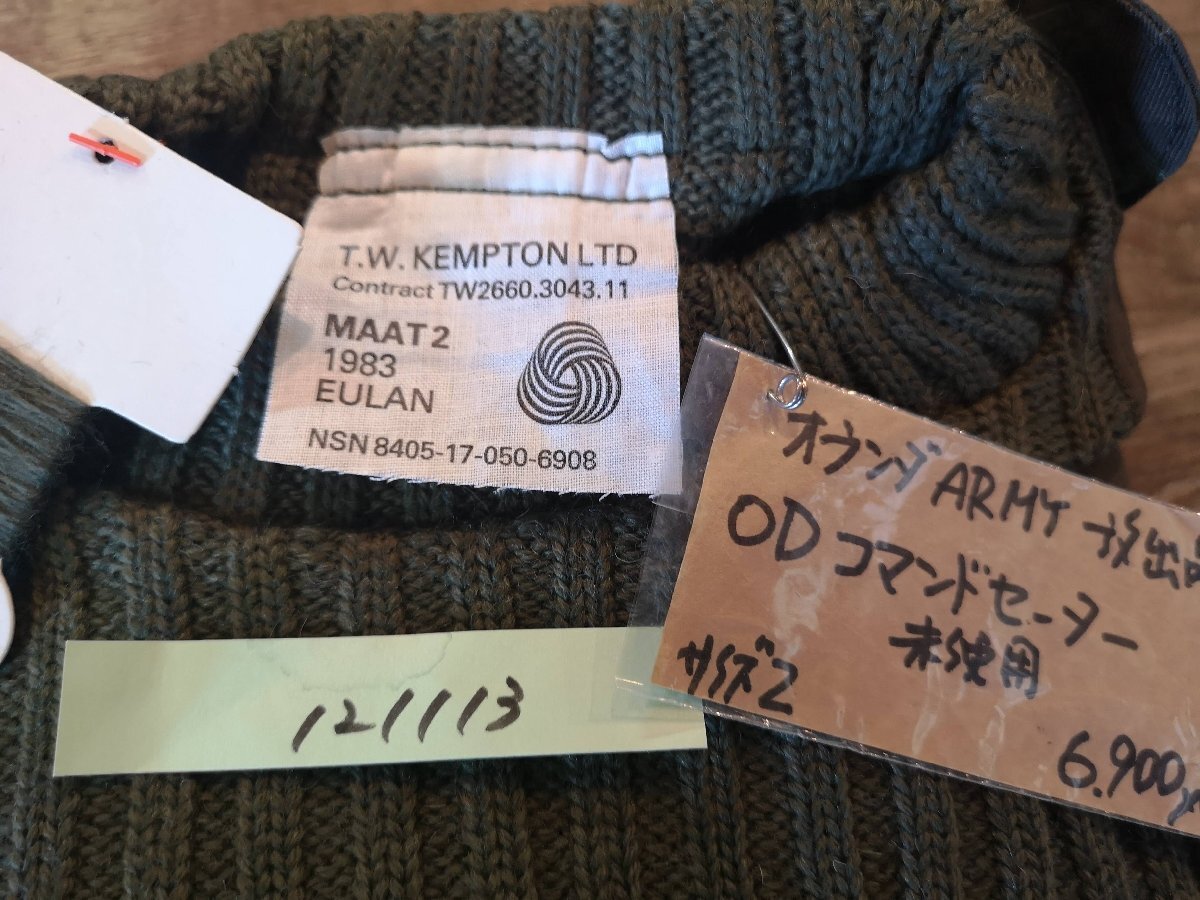 T.W. KEMPTON LTD
Contract TW2660.3043.11
MAAT 2
1983
EULAN
NSN 8405-17-050-6908
オランダ ARMY 放出品
OD コマンドセーター
未使用
サイズ 2
6.900
121113